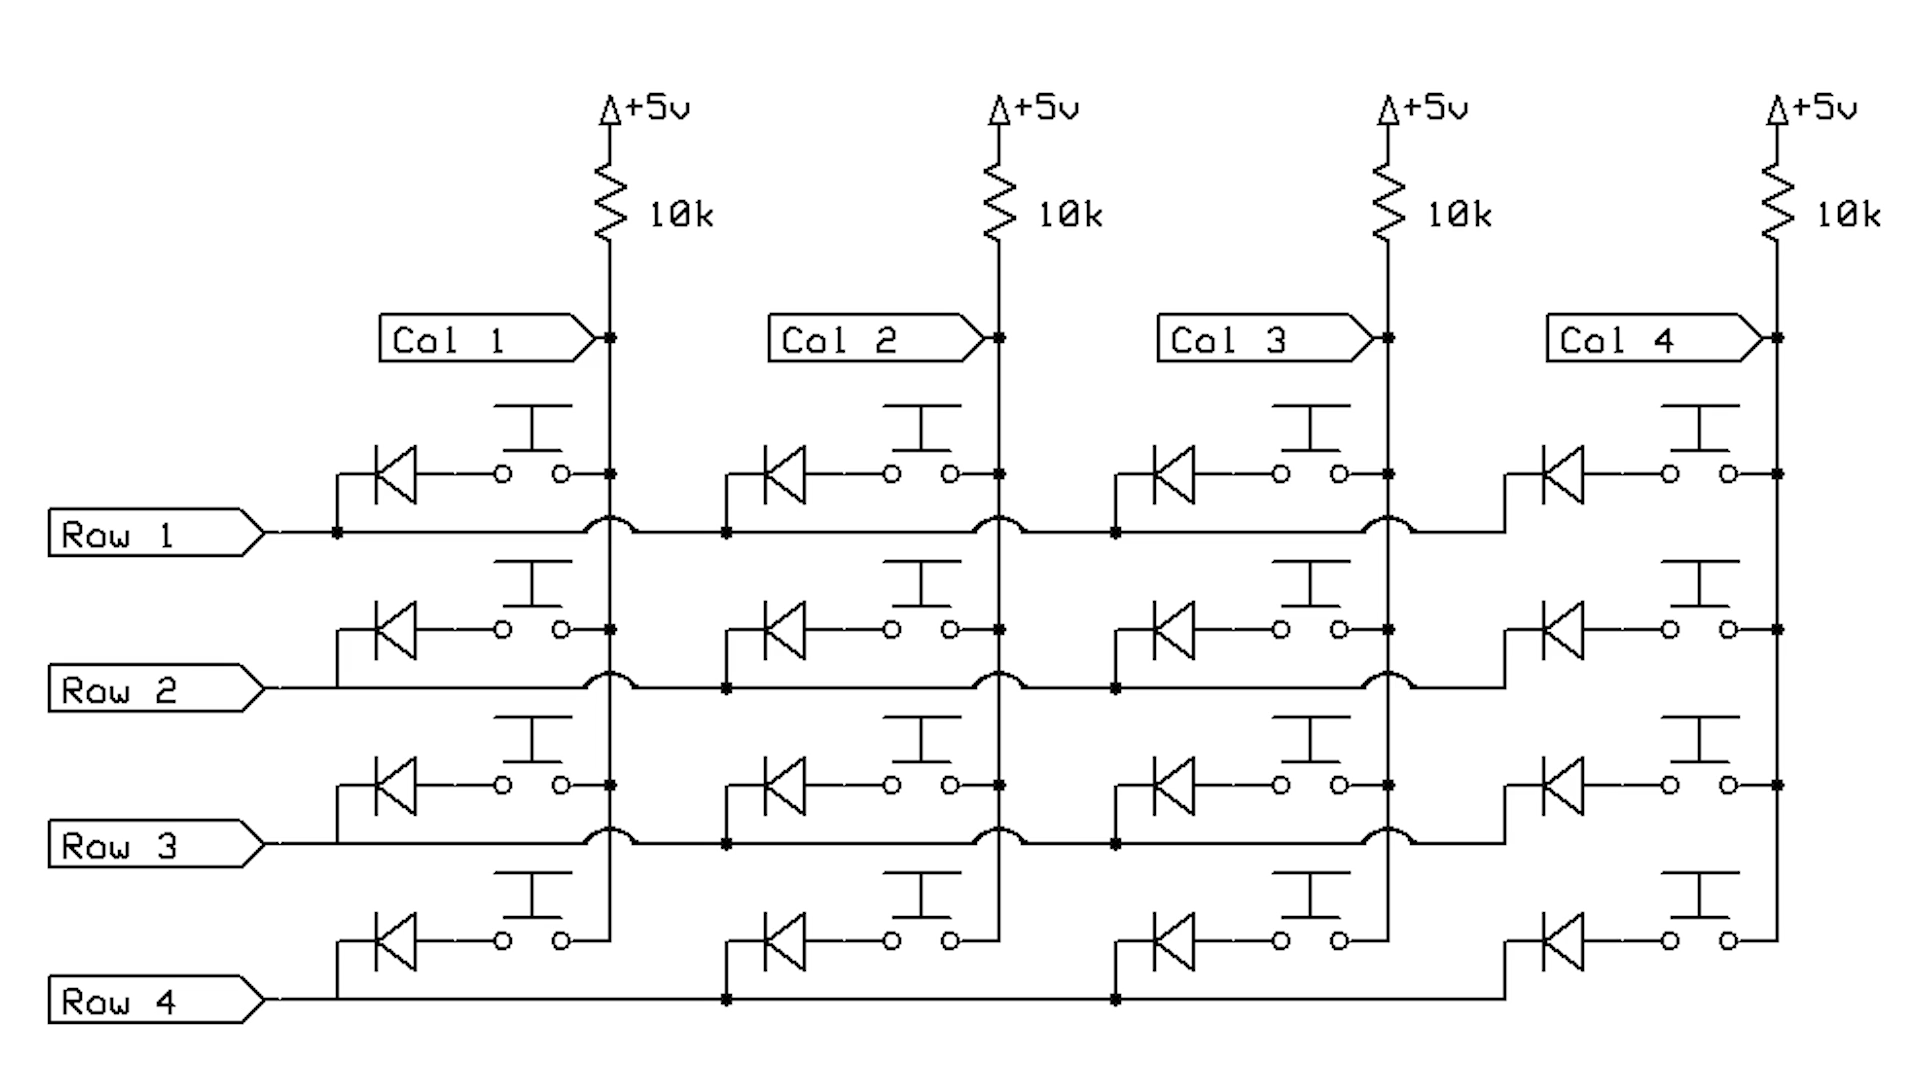 +5v +5v +5v +5v
10k 10k 10k 10k
Col 1 Col 2 Col 3 Col 4
Row 1
Row 2
Row 3
Row 4